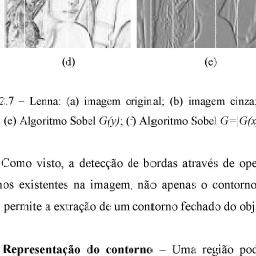 (d) (e)
2.7 – Lenna: (a) imagem original; (b) imagem cinza;
(e) Algoritmo Sobel G(y); (f) Algoritmo Sobel G=|G(x
Como visto, a detecção de bordas através de ope
nos existentes na imagem, não apenas o contorno
permite a extração de um contorno fechado do obj
Representação do contorno – Uma região pod